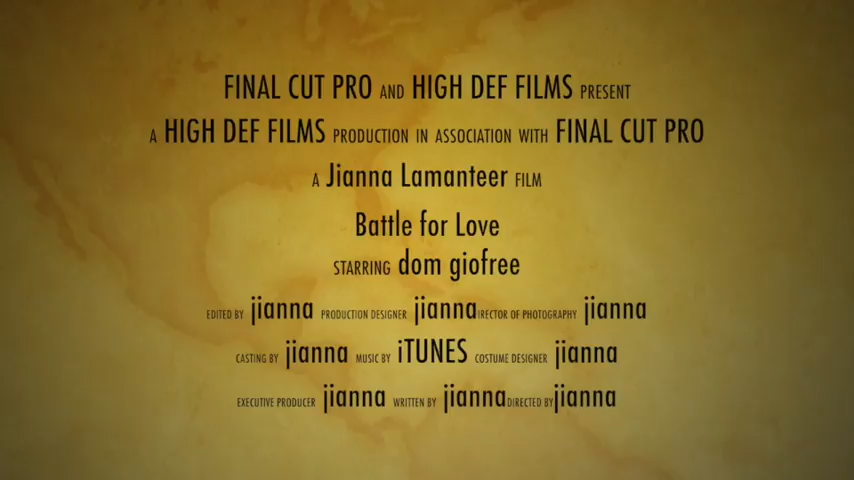 FINAL CUT PRO AND HIGH DEF FILMS PRESENT
A HIGH DEF FILMS PRODUCTION IN ASSOCIATION WITH FINAL CUT PRO
A Jianna Lamanteer FILM
Battle for Love
STARRING dom giofree
EDITED BY jianna PRODUCTION DESIGNER jiannaIRECTOR OF PHOTOGRAPHY jianna
CASTING BY jianna MUSIC BY iTUNES COSTUME DESIGNER jianna
EXECUTIVE PRODUCER jianna WRITTEN BY jiannaDIRECTED BYjianna